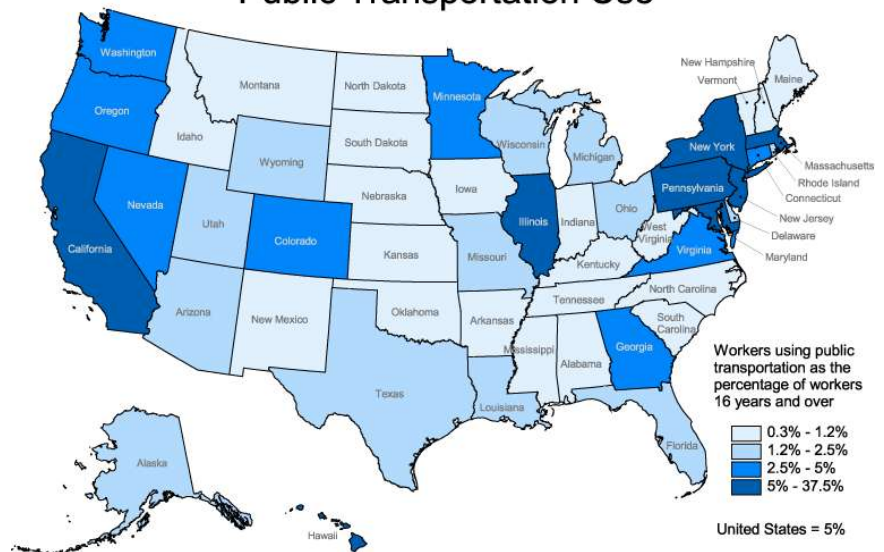 Public Transportation Use
Washington
Montana
North Dakota
Minnesota
New Hampshire
Vermont
Maine
Oregon
Idaho
South Dakota
Wisconsin
Michigan
New York
Wyoming
Massachusetts
Rhode Island
Connecticut
Nebraska
Iowa
Pennsylvania
Nevada
Utah
Colorado
Illinois
Indiana
Ohio
New Jersey
Delaware
Maryland
California
Kansas
Missouri
West
Virginia
Virginia
Kentucky
Arizona
New Mexico
Oklahoma
Arkansas
Tennessee
North Carolina
South
Carolina
Texas
Louisiana
Mississippi
Alabama
Georgia
Florida
Alaska
Hawaii
Workers using public
transportation as the
percentage of workers
16 years and over
0.3% - 1.2%
1.2% - 2.5%
2.5% - 5%
5% - 37.5%
United States = 5%